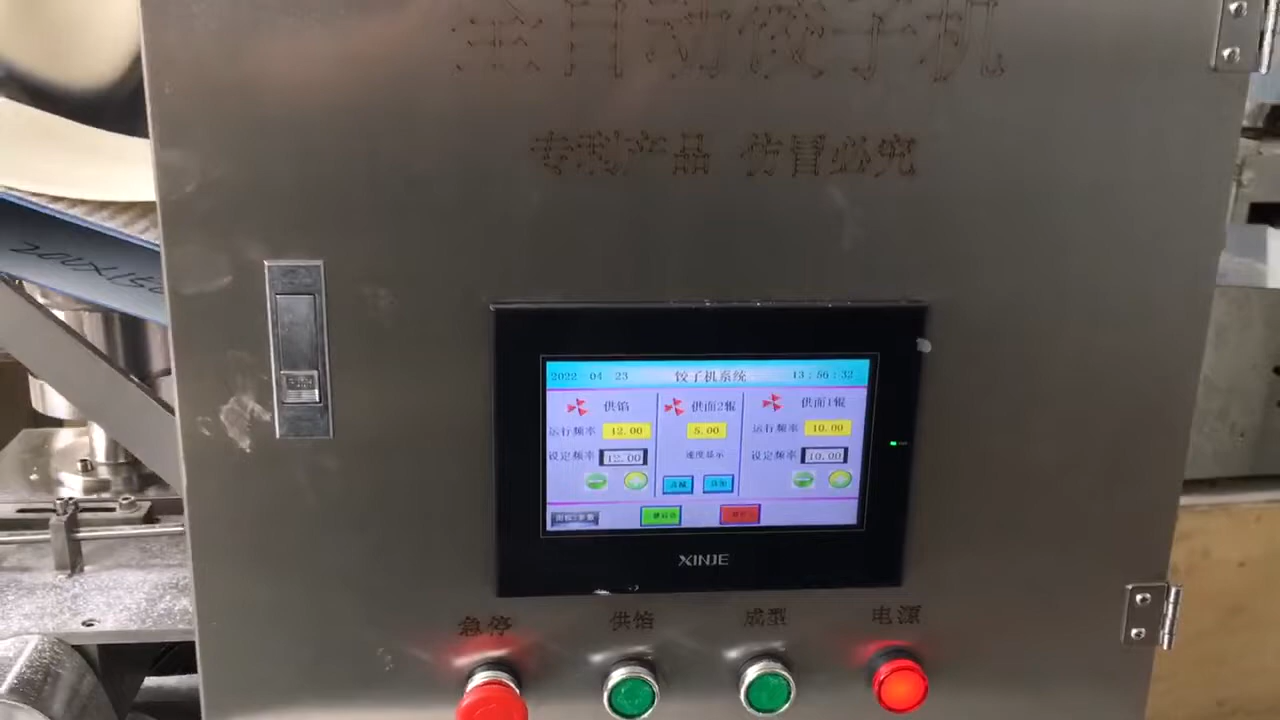 全自动饺子机
专利产品 仿冒必究
200X150
2022-04-23 饺子机系统 13:56:32
供馅 供面2辊 供面1辊
运行频率 12.00 5.00 运行频率 10.00
设定频率 12.00 速度显示 设定频率 10.00
XINJE
急停 供馅 成型 电源